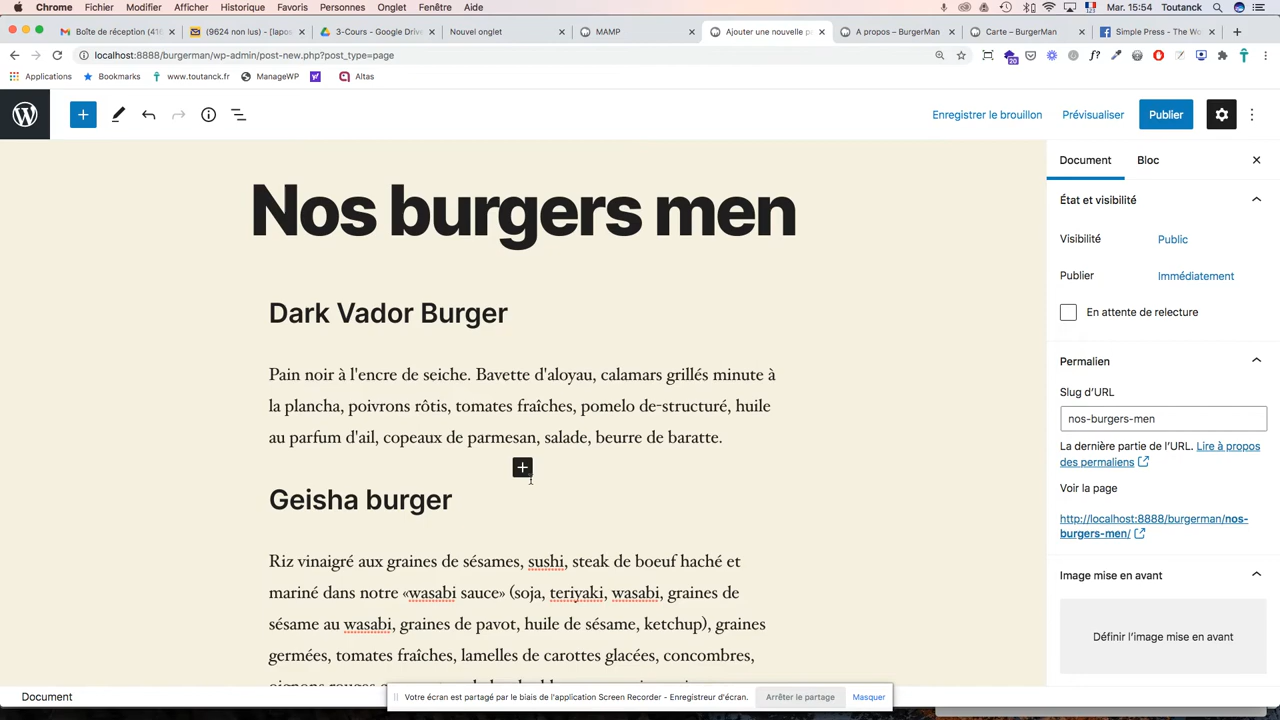 Chrome Fichier Modifier Afficher Historique Favoris Personnes Onglet Fenêtre Aide Mar. 15:54 Toutanck
Boîte de réception (416 (9624 non lus) - [lapos 3-Cours - Google Drive Nouvel onglet MAMP Ajouter une nouvelle p A propos – BurgerMan Carte – BurgerMan Simple Press - The Wo
localhost:8888/burgerman/wp-admin/post-new.php?post_type=page
Applications Bookmarks www.toutanck.fr ManageWP Altas
Enregistrer le brouillon Prévisualiser Publier
Document Bloc
Nos burgers men
État et visibilité
Visibilité Public
Publier Immédiatement
En attente de relecture
Dark Vador Burger
Permalien
Pain noir à l'encre de seiche. Bavette d'aloyau, calamars grillés minute à
la plancha, poivrons rôtis, tomates fraîches, pomelo de-structuré, huile
au parfum d'ail, copeaux de parmesan, salade, beurre de baratte.
Slug d'URL
nos-burgers-men
La dernière partie de l'URL. Lire à propos
des permaliens
Voir la page
http://localhost:8888/burgerman/nos-
burgers-men/
Geisha burger
Riz vinaigré aux graines de sésames, sushi, steak de boeuf haché et
mariné dans notre «wasabi sauce» (soja, teriyaki, wasabi, graines de
sésame au wasabi, graines de pavot, huile de sésame, ketchup), graines
germées, tomates fraîches, lamelles de carottes glacées, concombres,
Image mise en avant
Définir l'image mise en avant
Document
Votre écran est partagé par le biais de l'application Screen Recorder - Enregistreur d'écran. Arrêter le partage Masquer